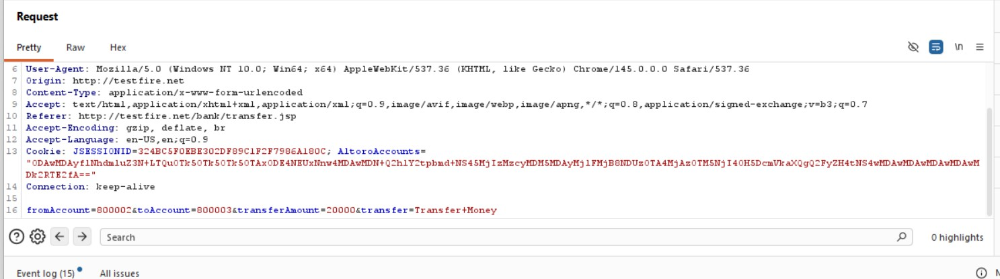 Request
Pretty Raw Hex \n
6 User-Agent: Mozilla/5.0 (Windows NT 10.0; Win64; x64) AppleWebKit/537.36 (KHTML, like Gecko) Chrome/145.0.0.0 Safari/537.36
7 Origin: http://testfire.net
8 Content-Type: application/x-www-form-urlencoded
9 Accept: text/html,application/xhtml+xml,application/xml;q=0.9,image/avif,image/webp,image/apng,*/*;q=0.8,application/signed-exchange;v=b3;q=0.7
10 Referer: http://testfire.net/bank/transfer.jsp
11 Accept-Encoding: gzip, deflate, br
12 Accept-Language: en-US,en;q=0.9
13 Cookie: JSESSIONID=324BC5F0EBE302DF89C1F2F7986A180C; AltoroAccounts=
"ODAwMDAyflNhdmluZ3N+LTQuOTk5OTk5OTk5OTAxODE4NEUxNnw4MDAwMDN+Q2hlY2tpbmd+NS45MjIzMzcyMDM5MDAyMjlFMjB8NDUzOTA4MjAzOTM5NjI4OH5DcmVkaXQgQ2FyZH4tNS4wMDAwMDAwMDAwMDAwM
Dk2RTE2fA=="
14 Connection: keep-alive
15
16 fromAccount=800002&toAccount=800003&transferAmount=20000&transfer=Transfer+Money
Search 0 highlights
Event log (15) All issues